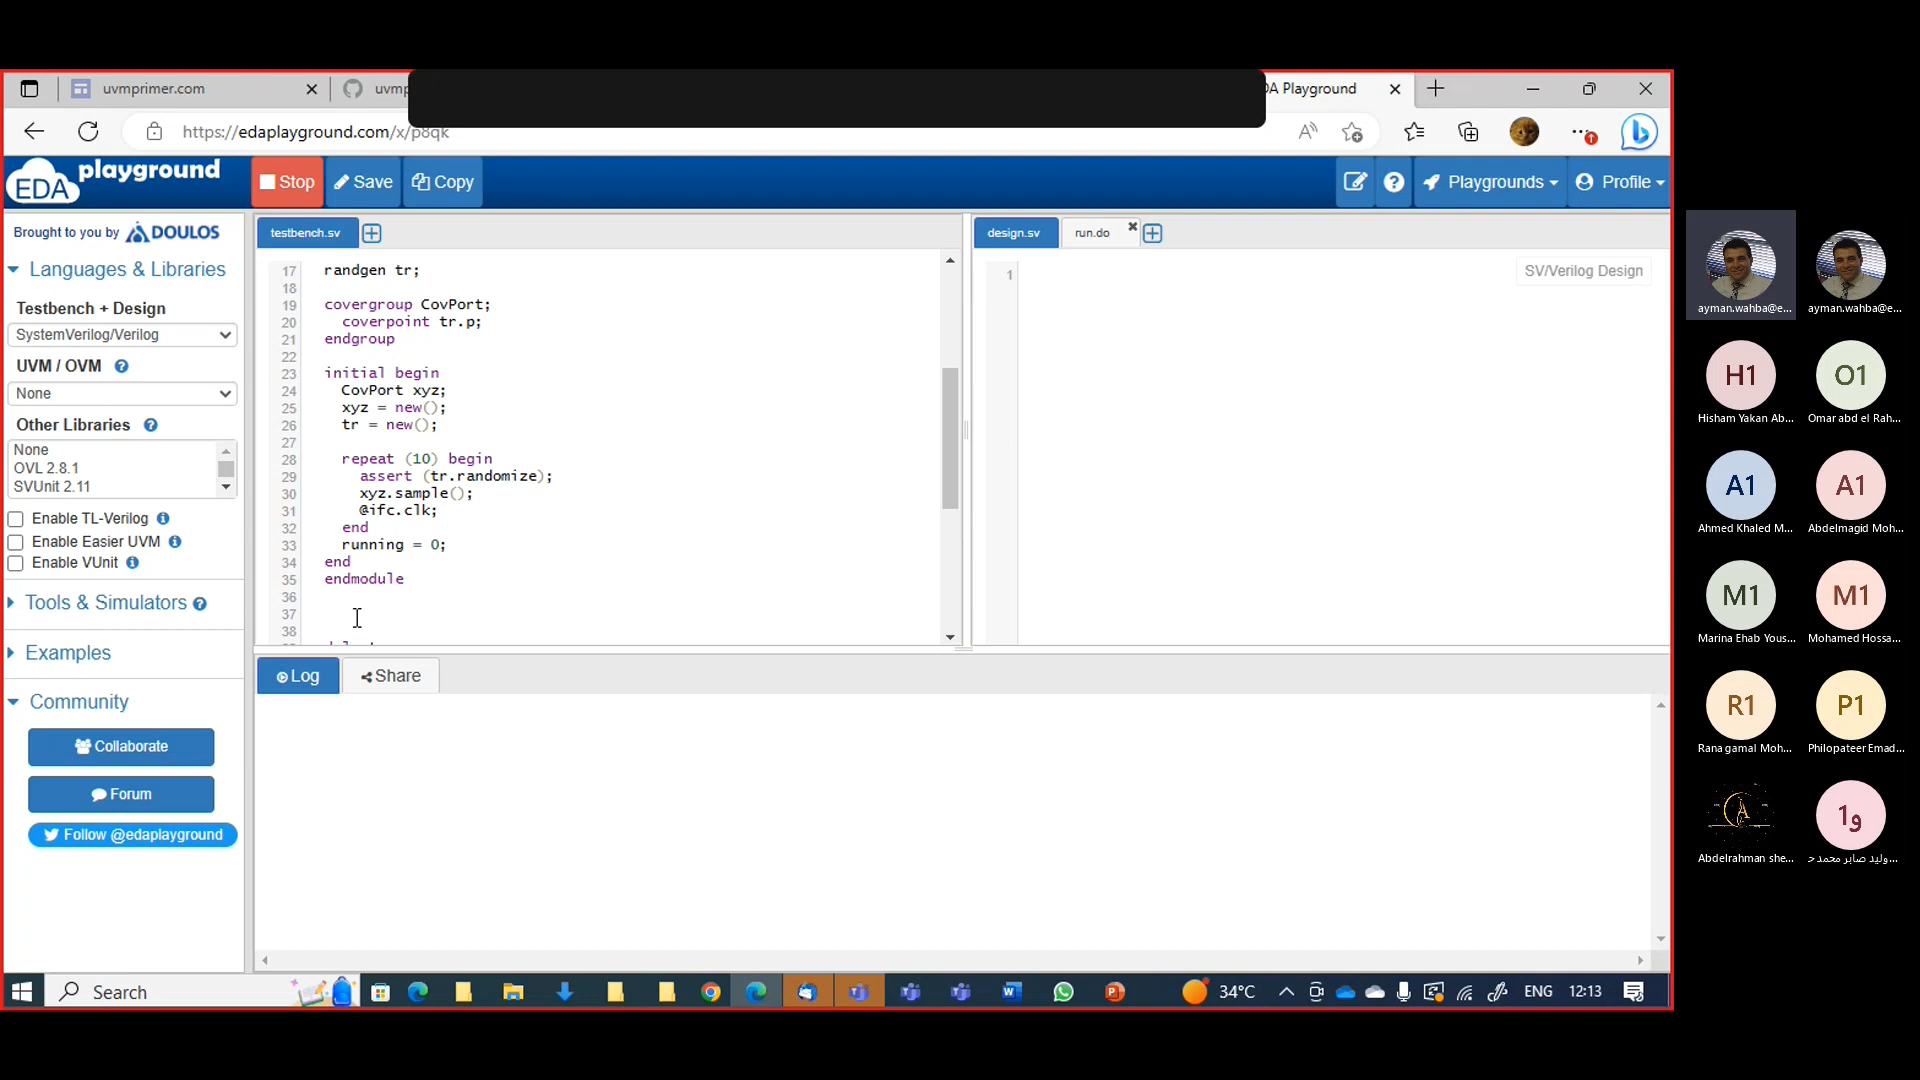 uvmprimer.com
uvmp
DA Playground
https://edaplayground.com/x/p8qk
EDA playground
Stop
Save
Copy
Playgrounds
Profile
Brought to you by DOULOS
Languages & Libraries
Testbench + Design
SystemVerilog/Verilog
UVM / OVM
None
Other Libraries
None
OVL 2.8.1
SVUnit 2.11
Enable TL-Verilog
Enable Easier UVM
Enable VUnit
Tools & Simulators
Examples
Community
Collaborate
Forum
Follow @edaplayground
testbench.sv
17 randgen tr;
18
19 covergroup CovPort;
20 coverpoint tr.p;
21 endgroup
22
23 initial begin
24 CovPort xyz;
25 xyz = new();
26 tr = new();
27
28 repeat (10) begin
29 assert (tr.randomize);
30 xyz.sample();
31 @ifc.clk;
32 end
33 running = 0;
34 end
35 endmodule
36
37
38
design.sv
run.do
1
SV/Verilog Design
Log
Share
Search
34°C
ENG
12:13
ayman.wahba@e...
ayman.wahba@e...
H1
Hisham Yakan Ab...
O1
Omar abd el Rah...
A1
Ahmed Khaled M...
A1
Abdelmagid Moh...
M1
Marina Ehab Yous...
M1
Mohamed Hossa...
R1
Rana gamal Moh...
P1
Philopateer Emad...
Abdelrahman she...
و1
وليد صابر محمد ح...